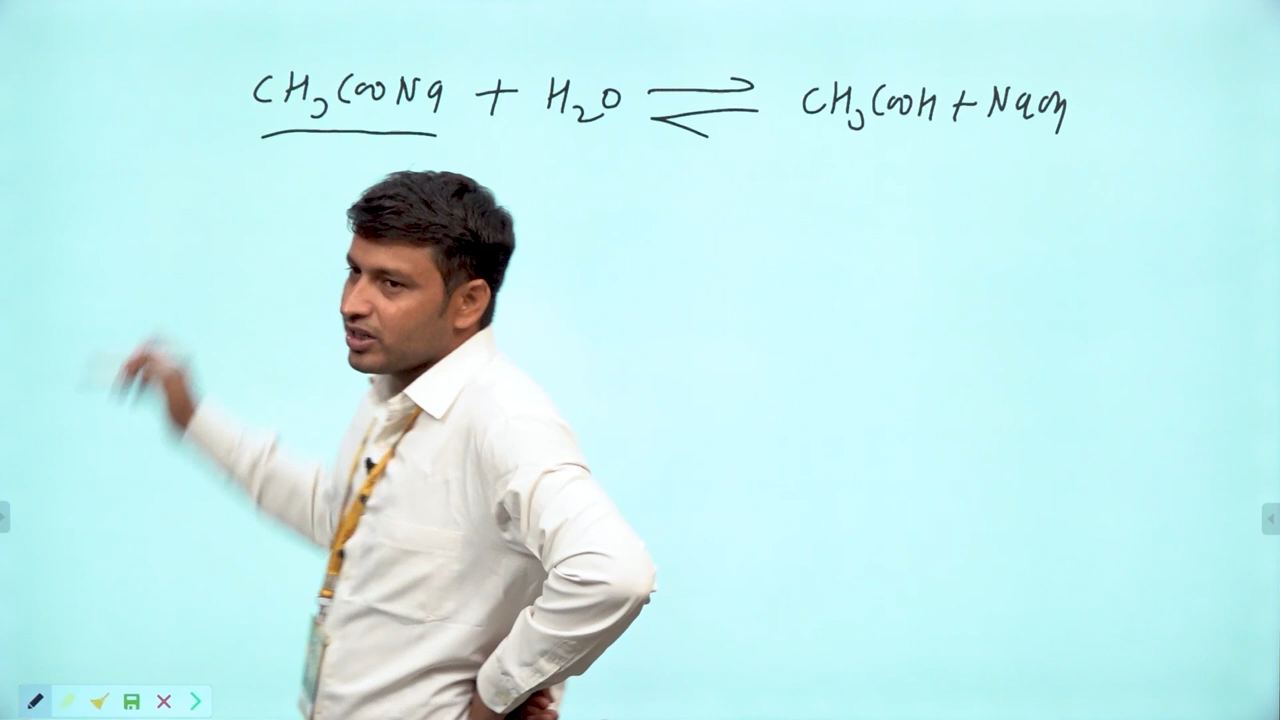 CH3COONa + H2O ⇌ CH3COOH + NaOH